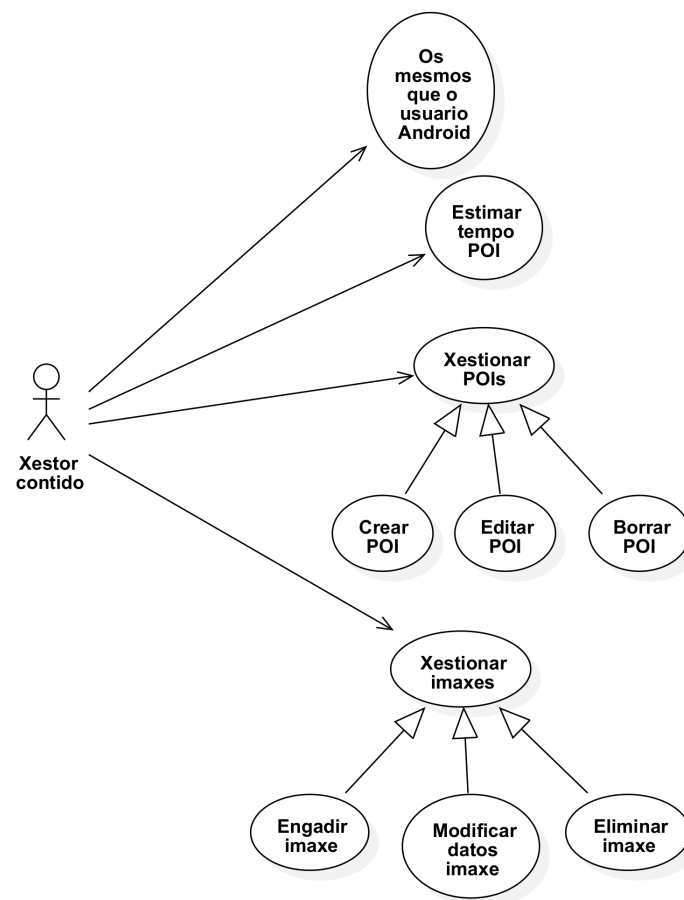 Os
mesmos
que o
usuario
Android
Estimar
tempo
POI
Xestionar
POIs
Xestor
contido
Crear
POI
Editar
POI
Borrar
POI
Xestionar
imaxes
Engadir
imaxe
Modificar
datos
imaxe
Eliminar
imaxe